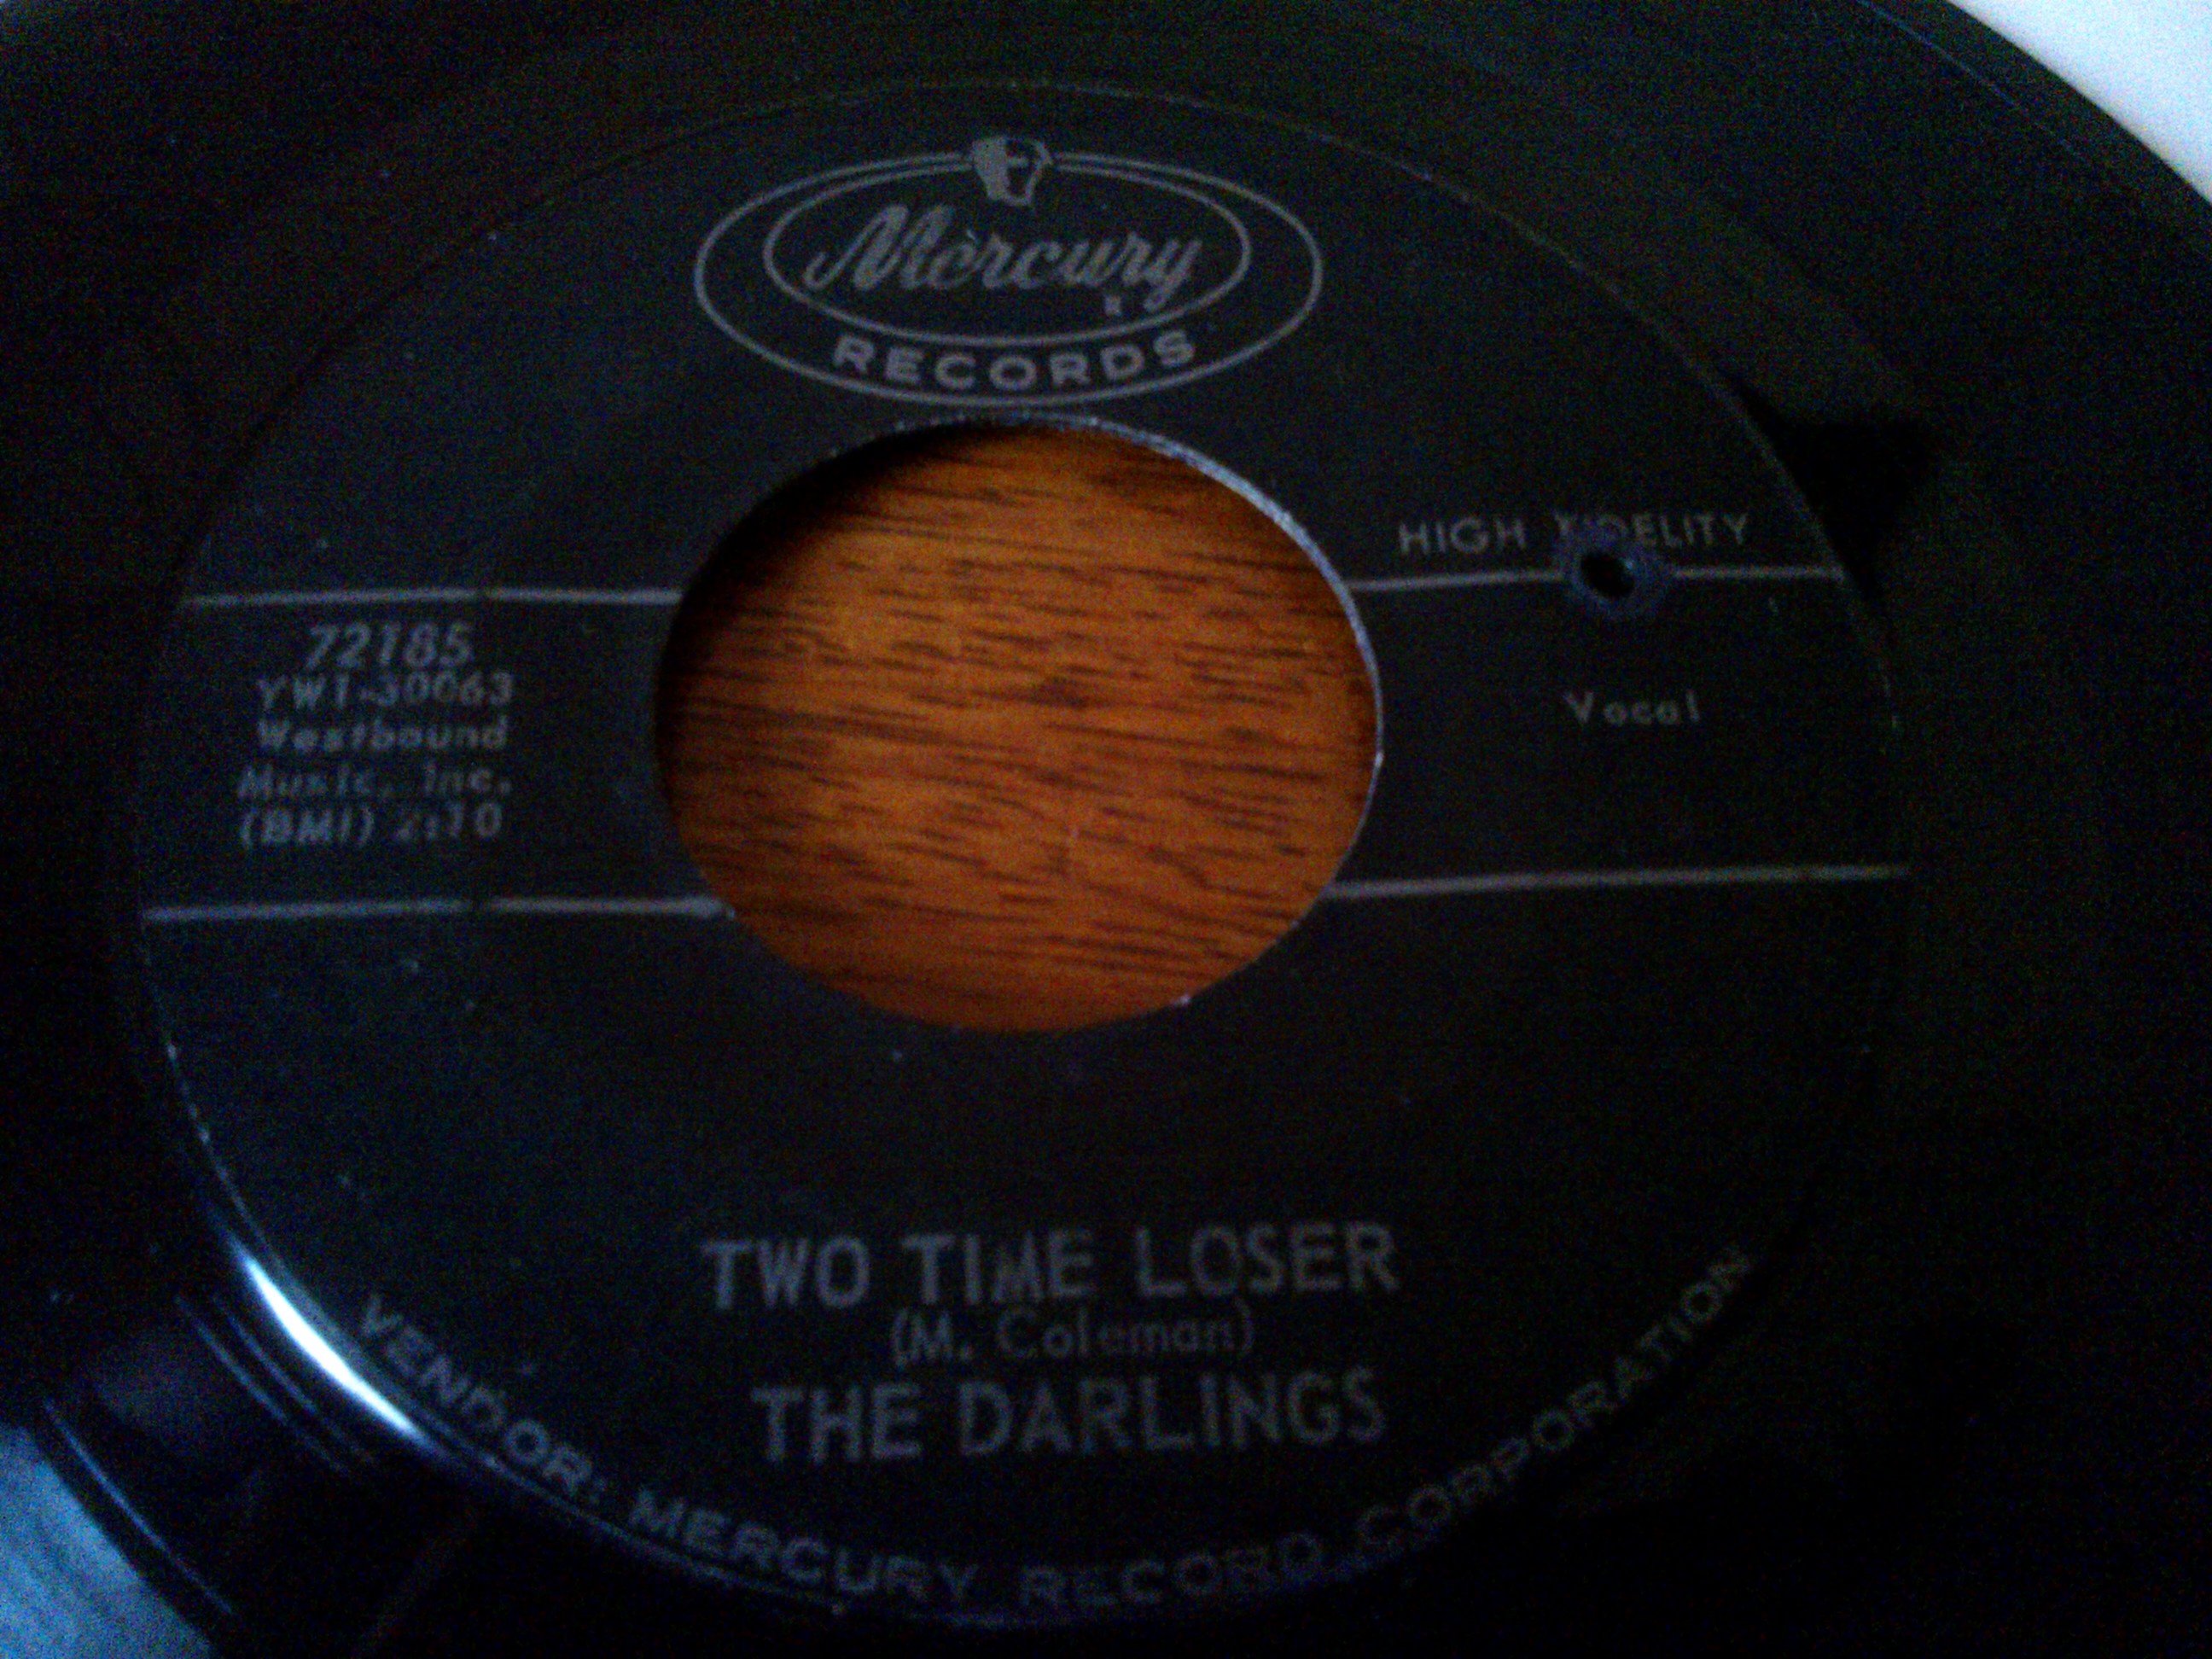 Mercury
RECORDS
HIGH FIDELITY
72185
YW1-30063
Westbound
Music, Inc.
(BMI) 2:10
Vocal
TWO TIME LOSER
(M. Coleman)
THE DARLINGS
VENDOR: MERCURY RECORD CORPORATION